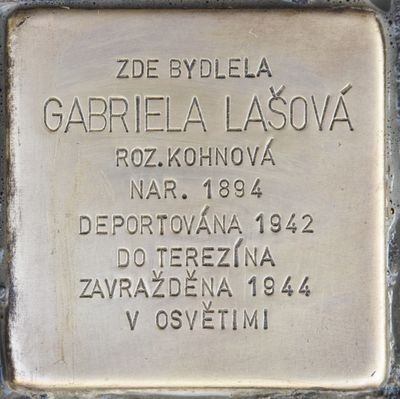 ZDE BYDLELA
GABRIELA LAŠOVÁ
ROZ.KOHNOVÁ
NAR. 1894
DEPORTOVÁNA 1942
DO TEREZÍNA
ZAVRAŽDĚNA 1944
V OSVĚTIMI